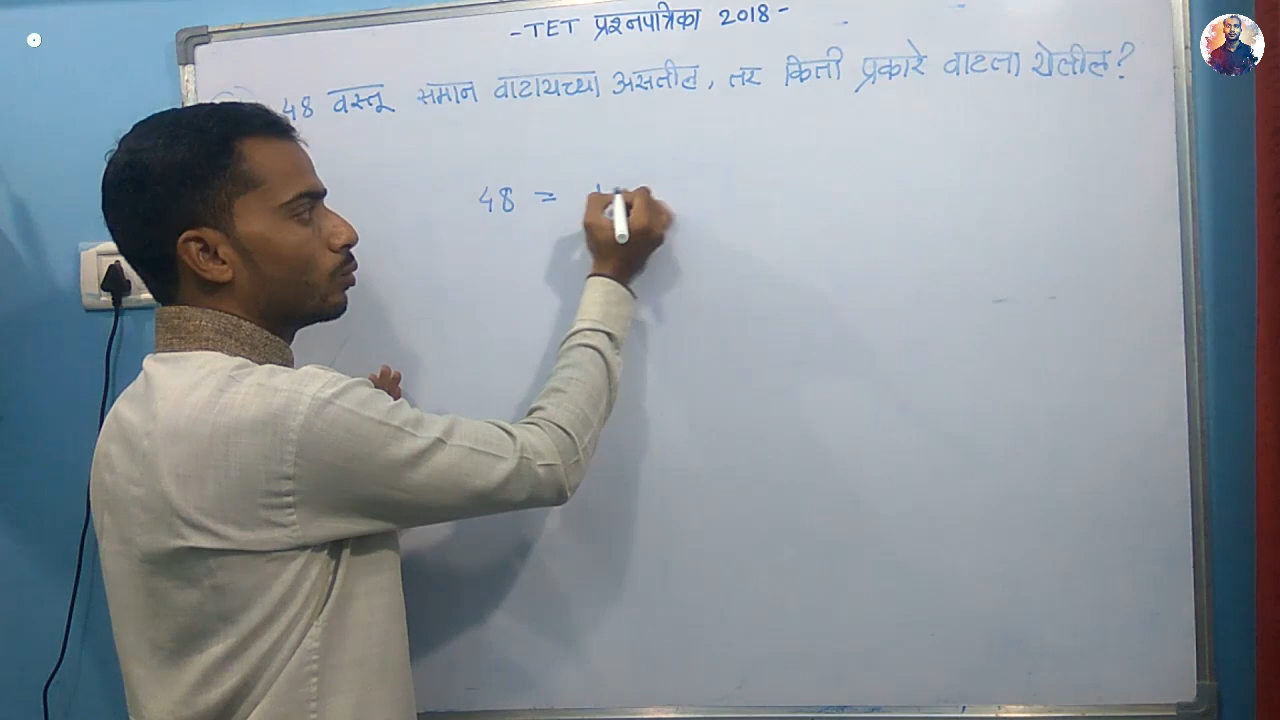 -TET प्रश्नपत्रिका 2018-
48 वस्तू समान वाटायच्या असतील, तर किती प्रकारे वाटता येतील?
48 =